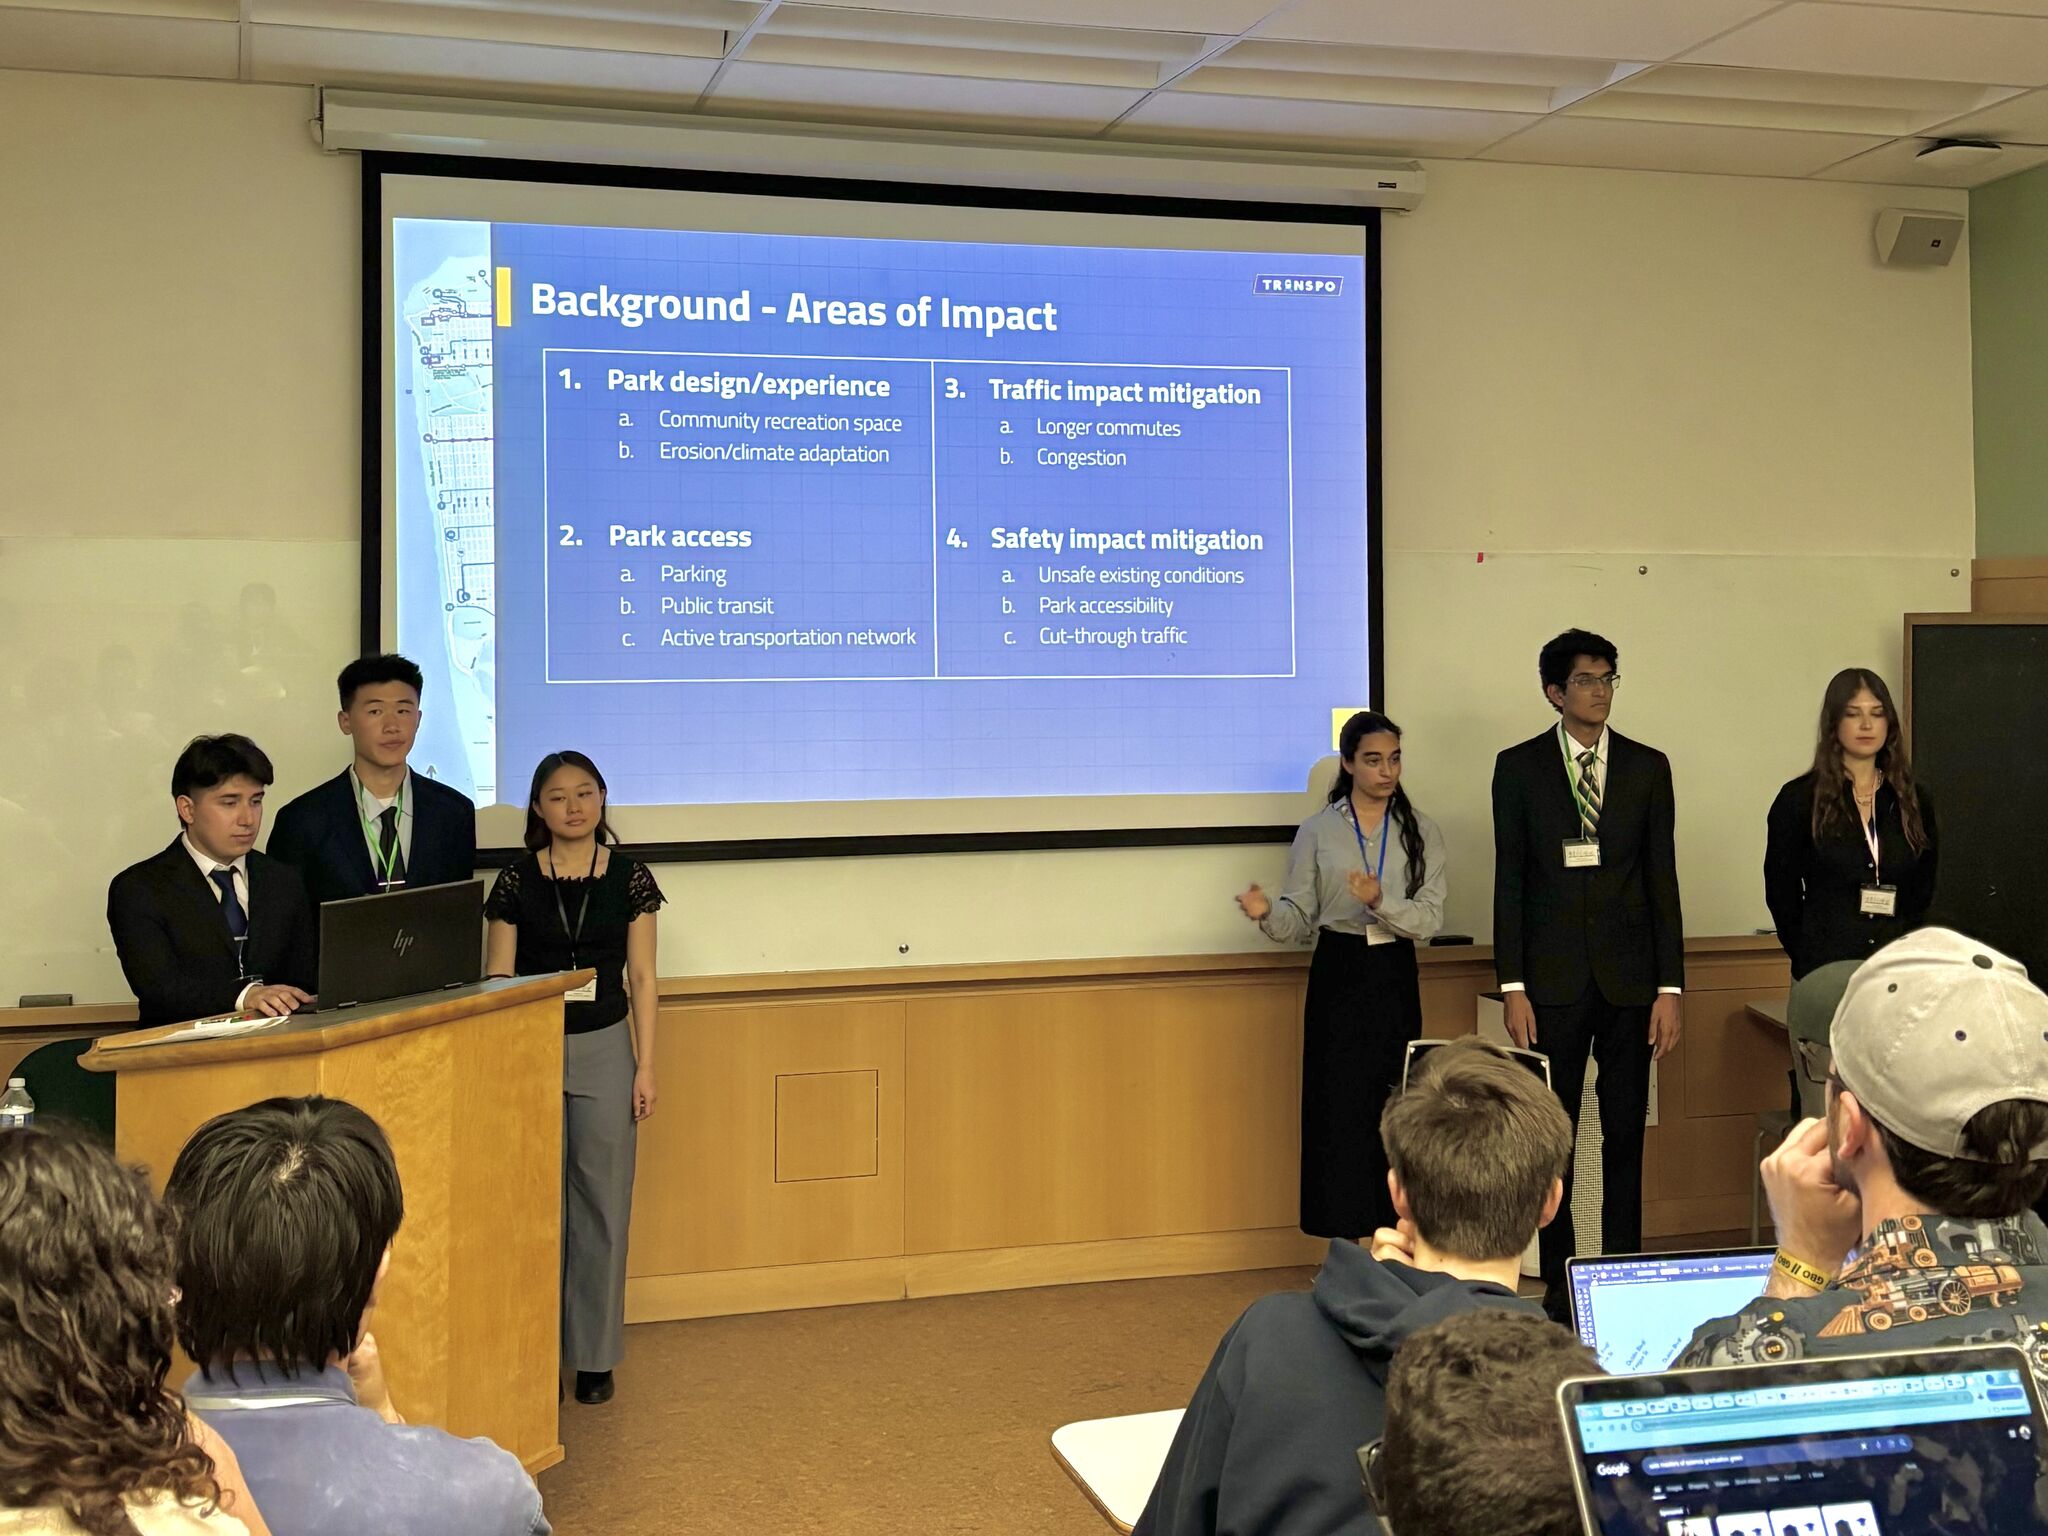 TRANSPO
Background - Areas of Impact
1. Park design/experience
a. Community recreation space
b. Erosion/climate adaptation
2. Park access
a. Parking
b. Public transit
c. Active transportation network
3. Traffic impact mitigation
a. Longer commutes
b. Congestion
4. Safety impact mitigation
a. Unsafe existing conditions
b. Park accessibility
c. Cut-through traffic
hp
GBO || GBO
Google